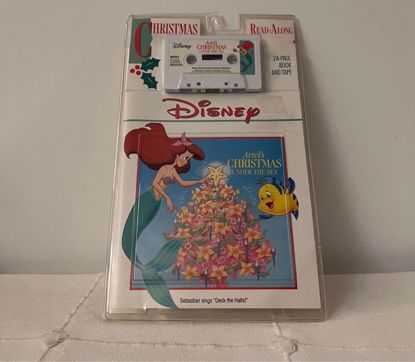 CHRISTMAS READ-ALONG
Disney
Ariel's
CHRISTMAS
UNDER THE SEA
24-PAGE
BOOK
AND TAPE
Disney
Ariel's
CHRISTMAS
UNDER THE SEA
Sebastian sings "Deck the Halls!"